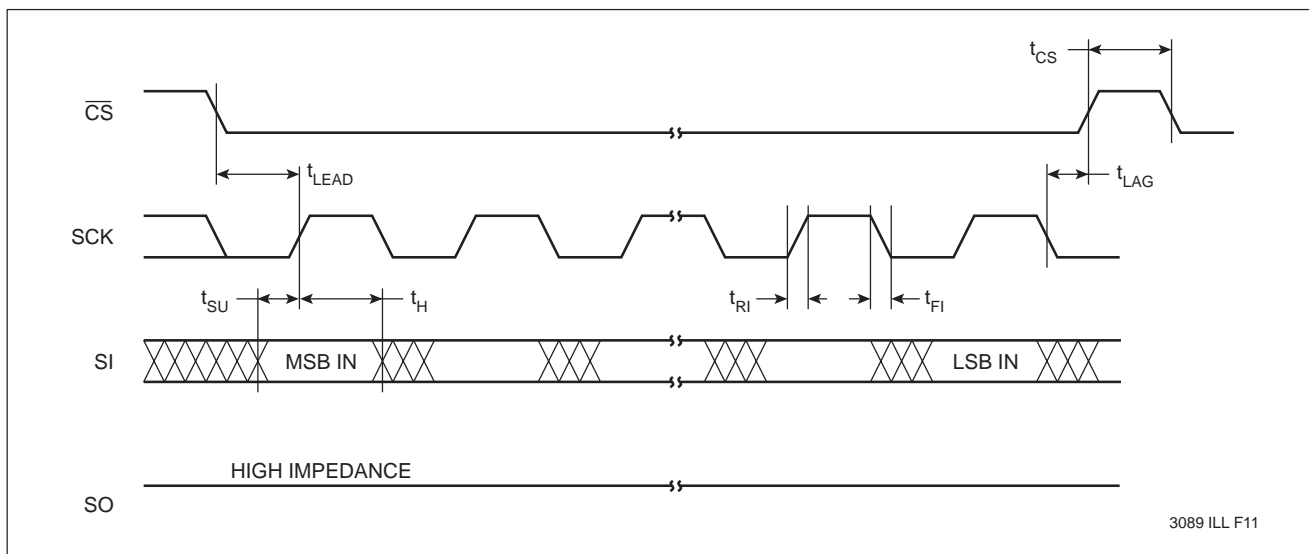 t_CS
C̅S̅
t_LEAD
t_LAG
SCK
t_SU
t_H
t_RI
t_FI
SI
MSB IN
LSB IN
HIGH IMPEDANCE
SO
3089 ILL F11